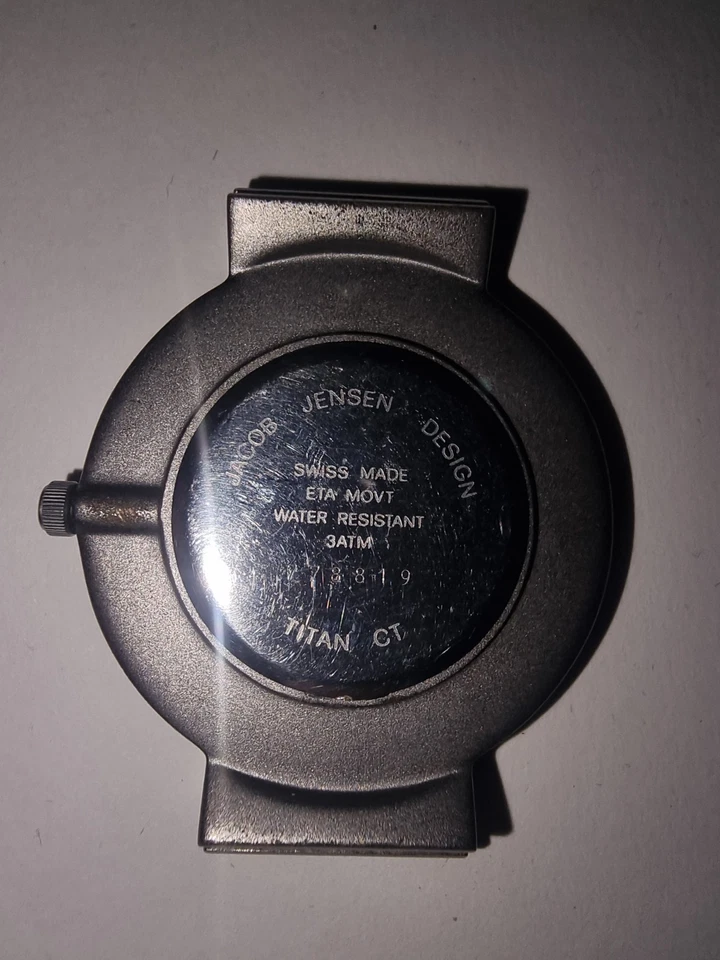 JACOB JENSEN DESIGN
SWISS MADE
ETA MOVT
WATER RESISTANT
3ATM
TITAN CT